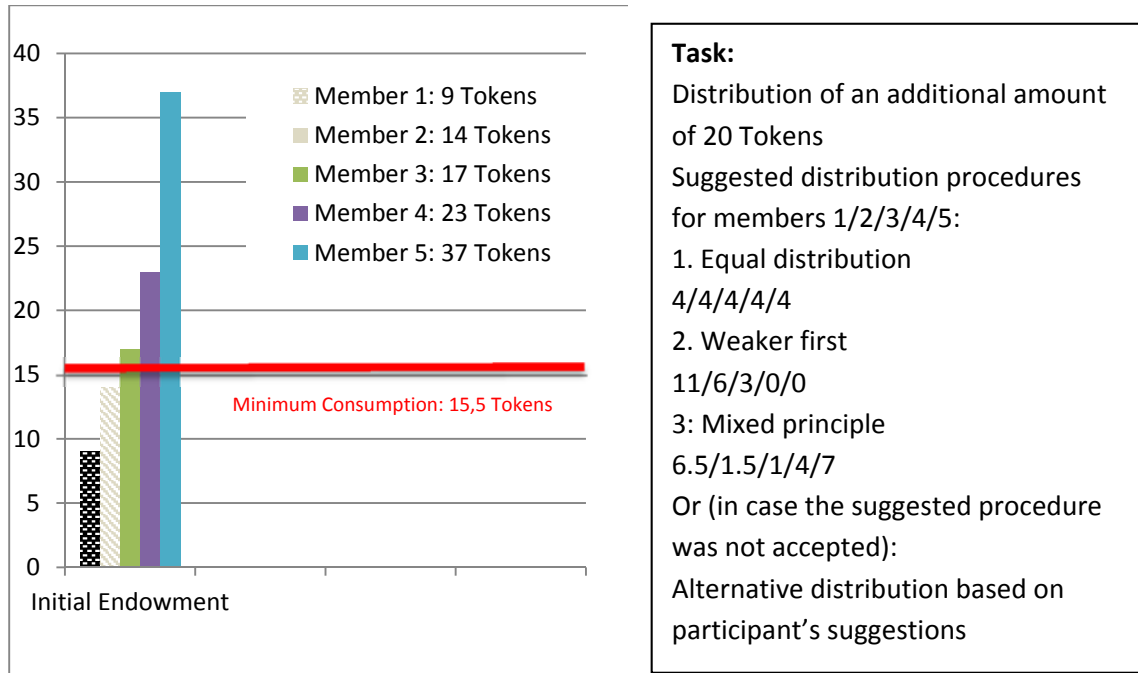 40
35
30
25
20
15
10
5
0
Member 1: 9 Tokens
Member 2: 14 Tokens
Member 3: 17 Tokens
Member 4: 23 Tokens
Member 5: 37 Tokens
Minimum Consumption: 15,5 Tokens
Initial Endowment
Task:
Distribution of an additional amount
of 20 Tokens
Suggested distribution procedures
for members 1/2/3/4/5:
1. Equal distribution
4/4/4/4/4
2. Weaker first
11/6/3/0/0
3: Mixed principle
6.5/1.5/1/4/7
Or (in case the suggested procedure
was not accepted):
Alternative distribution based on
participant’s suggestions